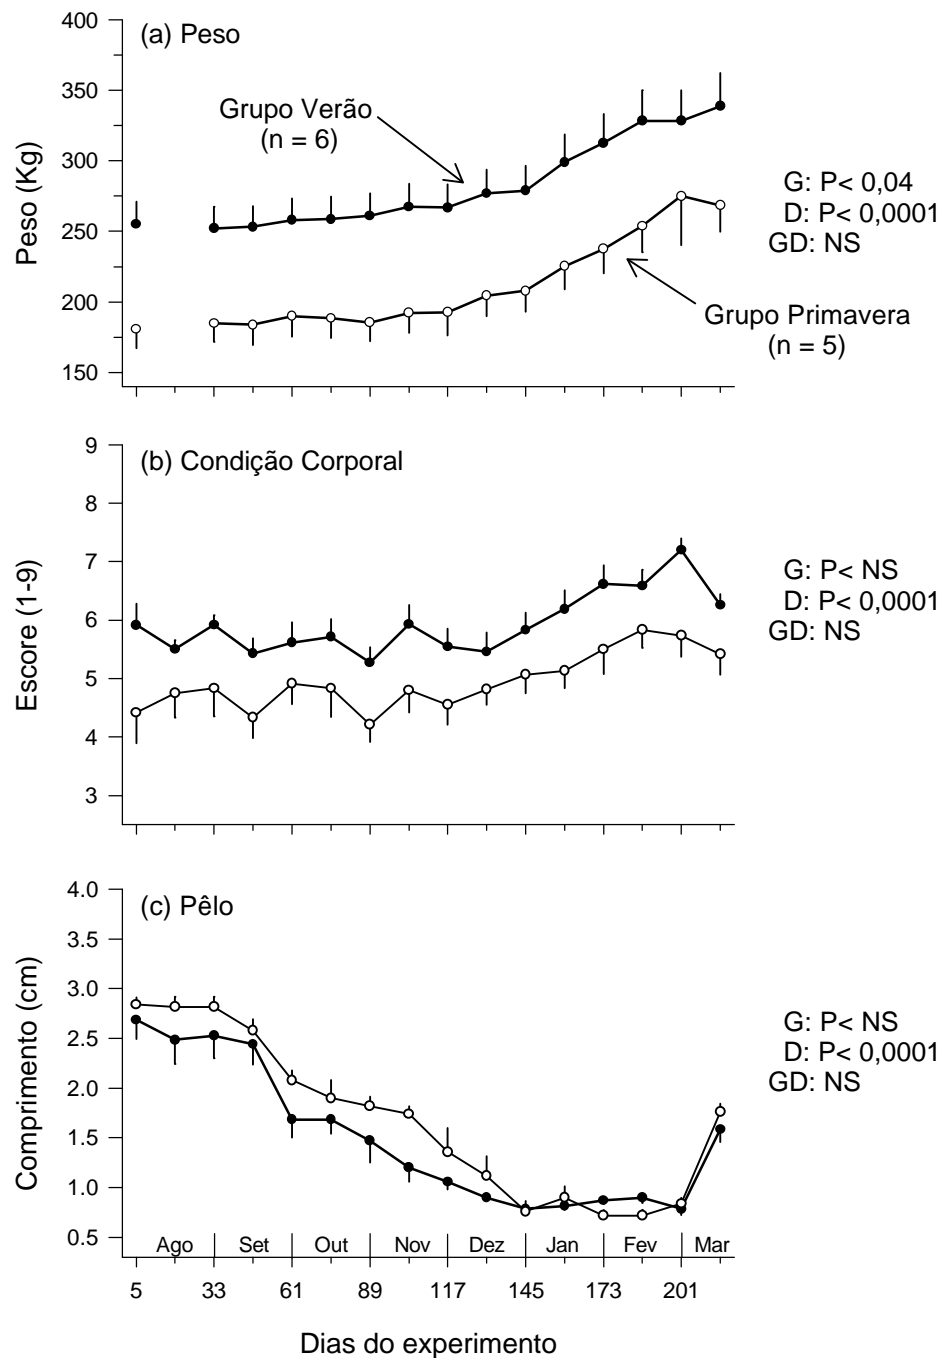 (a) Peso
Peso (Kg)
400
350
300
250
200
150
Grupo Verão
(n = 6)
Grupo Primavera
(n = 5)
G: P< 0,04
D: P< 0,0001
GD: NS
(b) Condição Corporal
Escore (1-9)
9
8
7
6
5
4
3
G: P< NS
D: P< 0,0001
GD: NS
(c) Pêlo
Comprimento (cm)
4.0
3.5
3.0
2.5
2.0
1.5
1.0
0.5
G: P< NS
D: P< 0,0001
GD: NS
Ago Set Out Nov Dez Jan Fev Mar
5 33 61 89 117 145 173 201
Dias do experimento